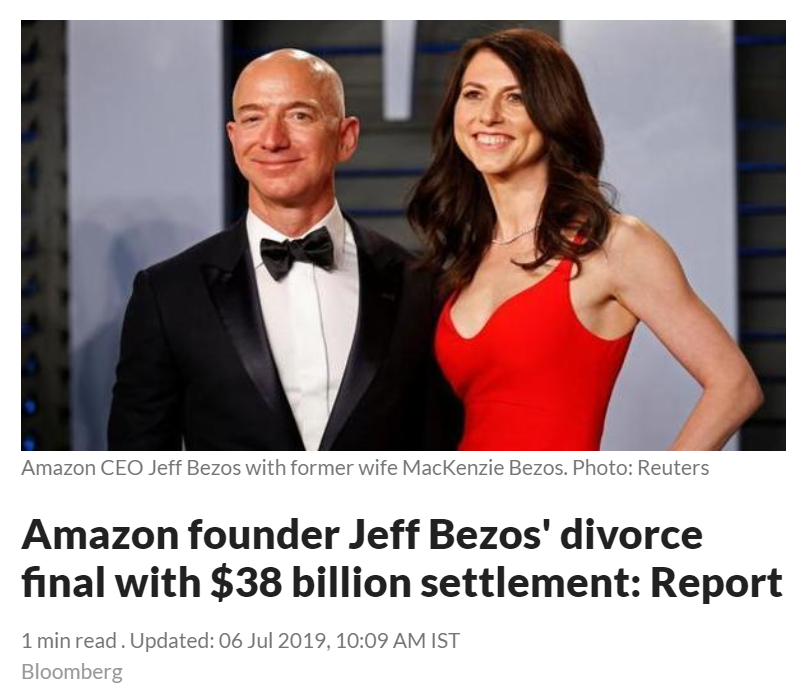 Amazon CEO Jeff Bezos with former wife MacKenzie Bezos. Photo: Reuters
Amazon founder Jeff Bezos' divorce
final with $38 billion settlement: Report
1 min read . Updated: 06 Jul 2019, 10:09 AM IST
Bloomberg